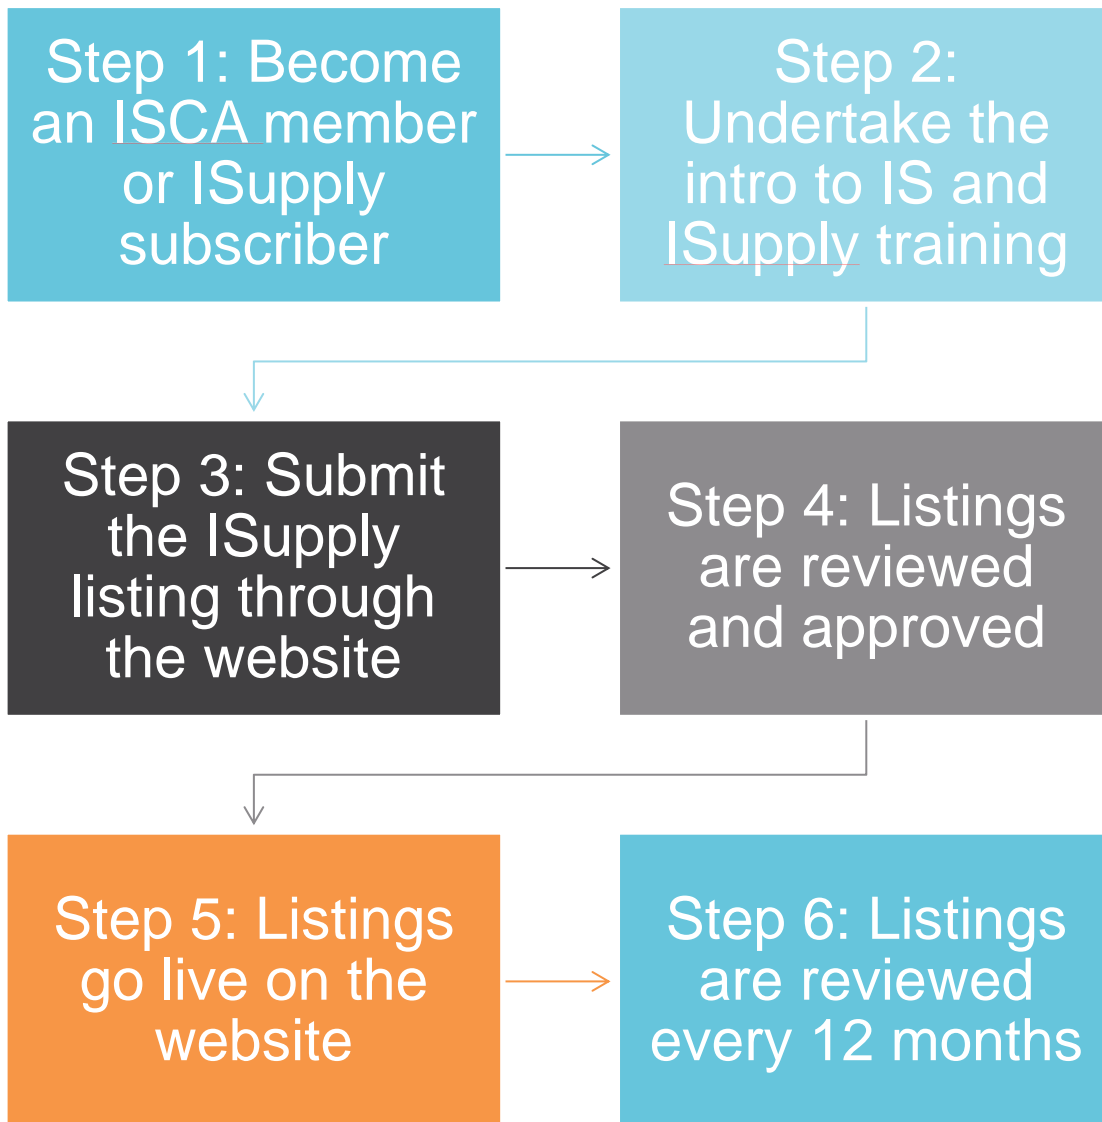 Step 1: Become
an ISCA member
or ISupply
subscriber
Step 2:
Undertake the
intro to IS and
ISupply training
Step 3: Submit
the ISupply
listing through
the website
Step 4: Listings
are reviewed
and approved
Step 5: Listings
go live on the
website
Step 6: Listings
are reviewed
every 12 months